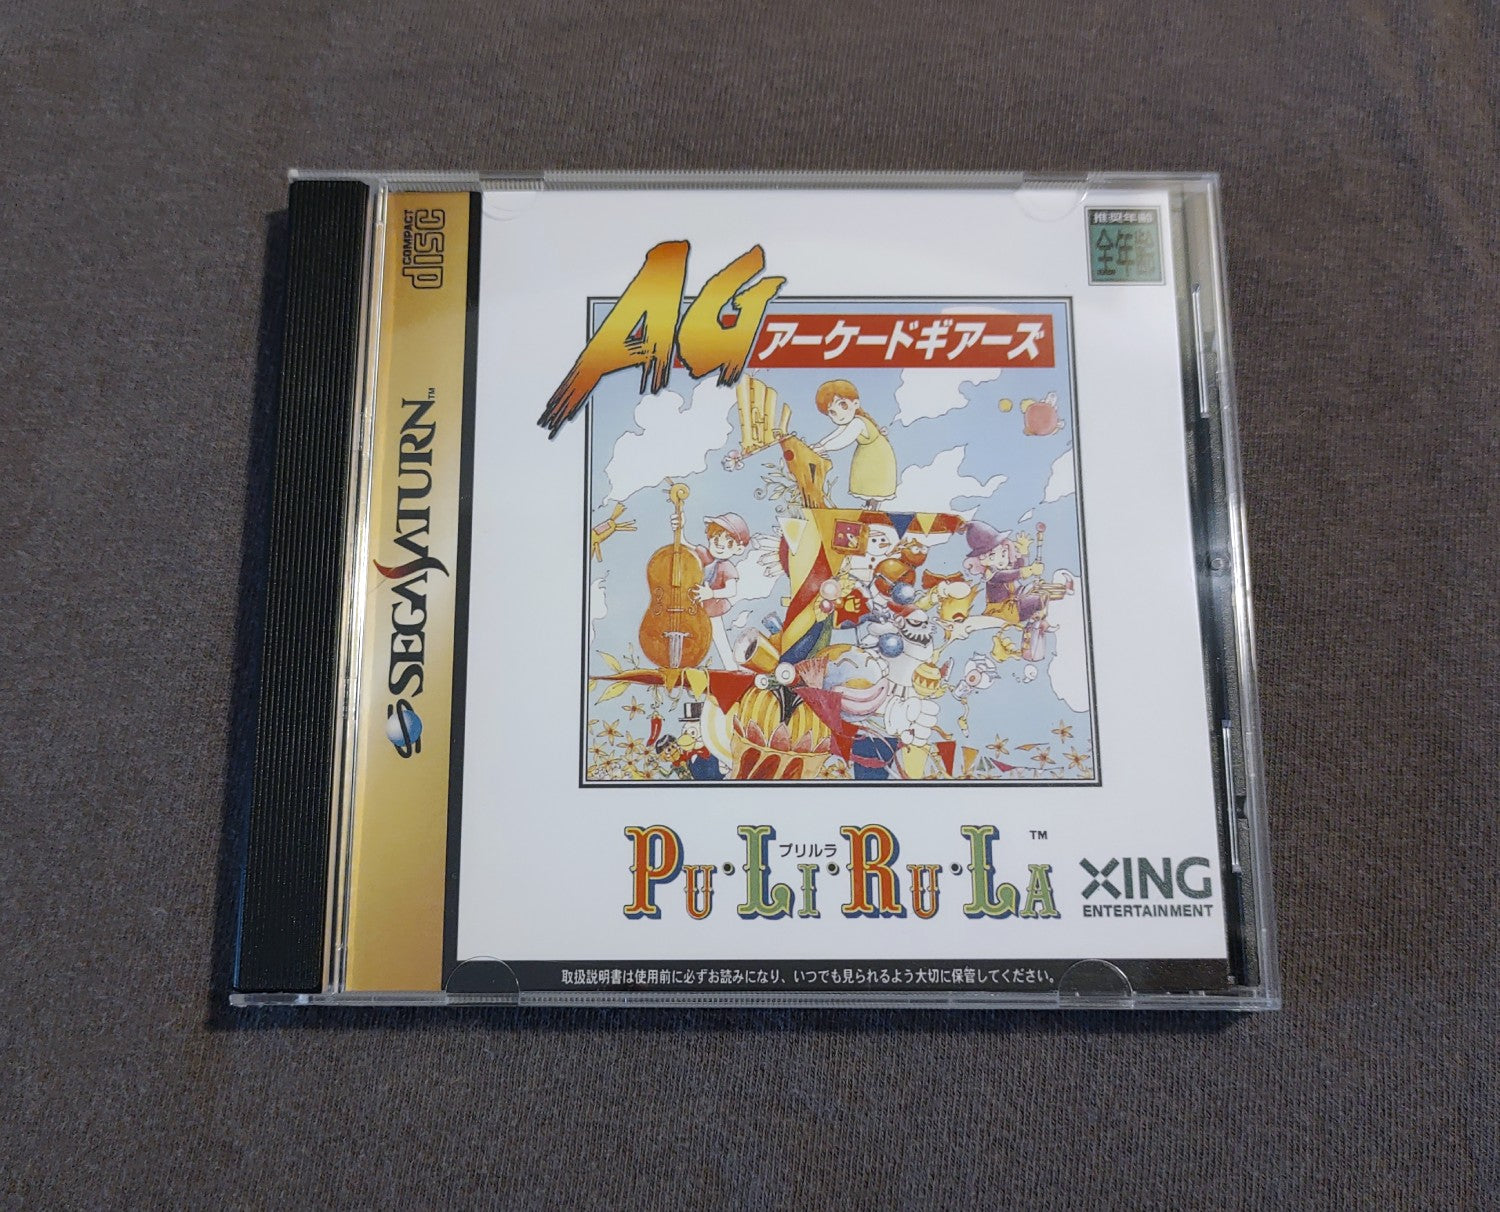 COMPACT
disc
SEGA SATURN™
推奨年齢
全年齢
AG
アーケードギアーズ
プリルラ
PU・LI・RU・LA™
XING
ENTERTAINMENT
取扱説明書は使用前に必ずお読みになり、いつでも見られるよう大切に保管してください。